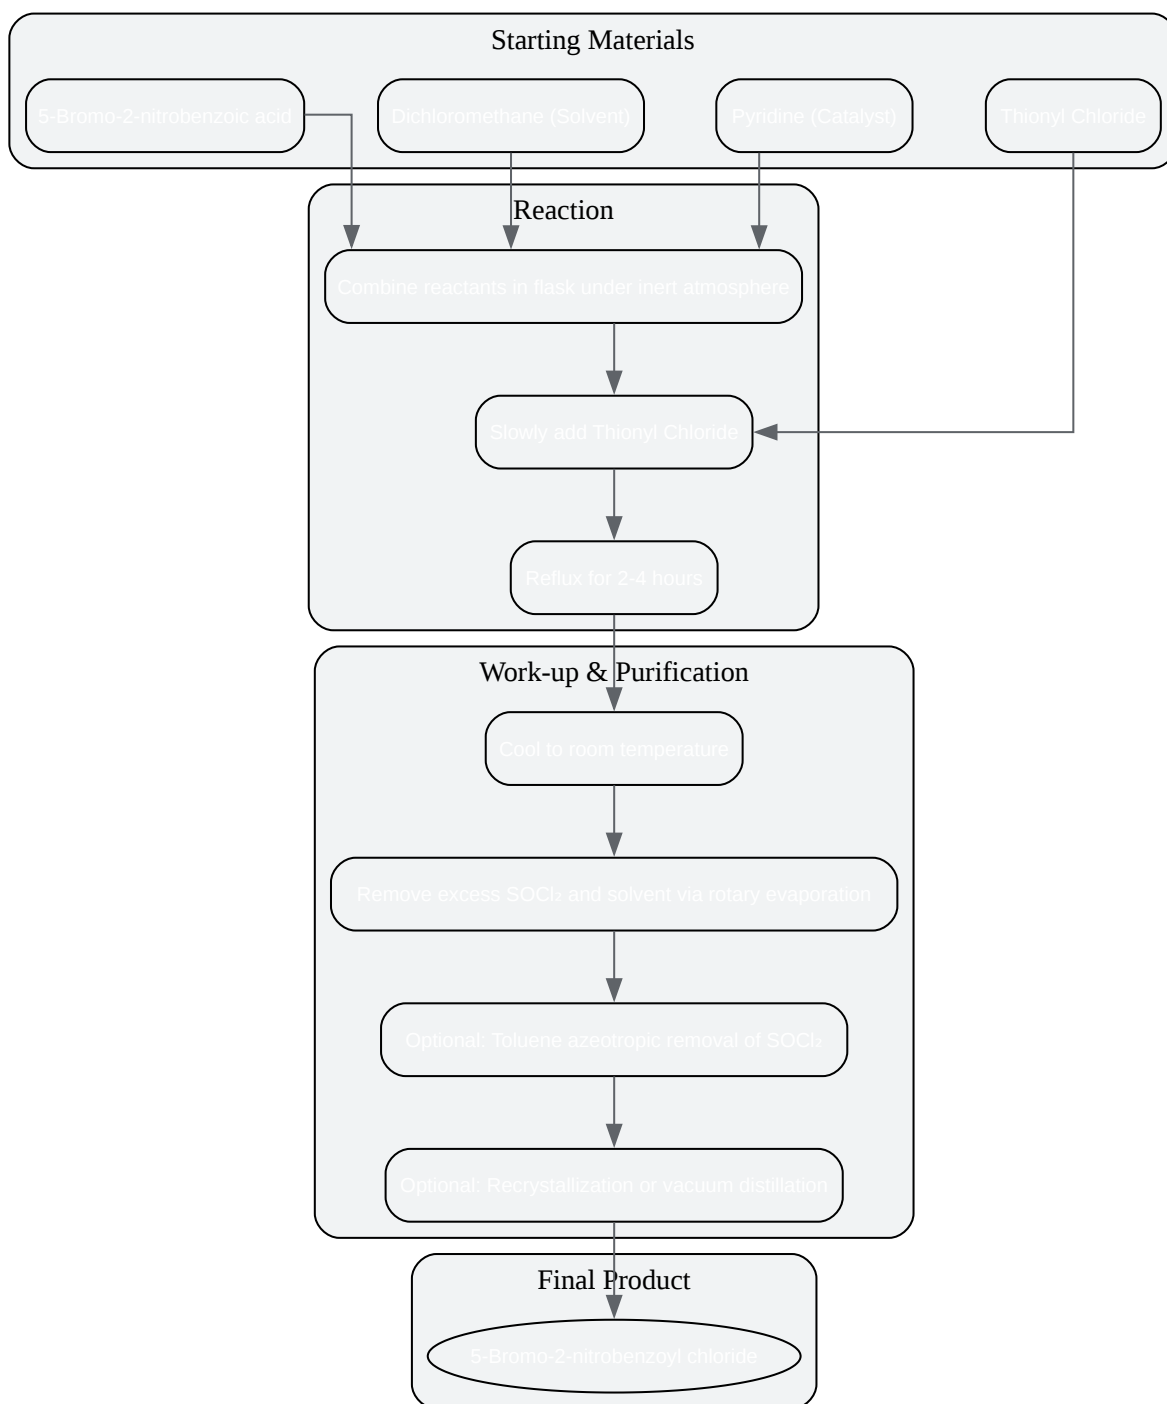 Starting Materials
5-Bromo-2-nitrobenzoic acid
Dichloromethane (Solvent)
Pyridine (Catalyst)
Thionyl Chloride
Reaction
Combine reactants in flask under inert atmosphere
Slowly add Thionyl Chloride
Reflux for 2-4 hours
Work-up & Purification
Cool to room temperature
Remove excess SOCl₂ and solvent via rotary evaporation
Optional: Toluene azeotropic removal of SOCl₂
Optional: Recrystallization or vacuum distillation
Final Product
5-Bromo-2-nitrobenzoyl chloride